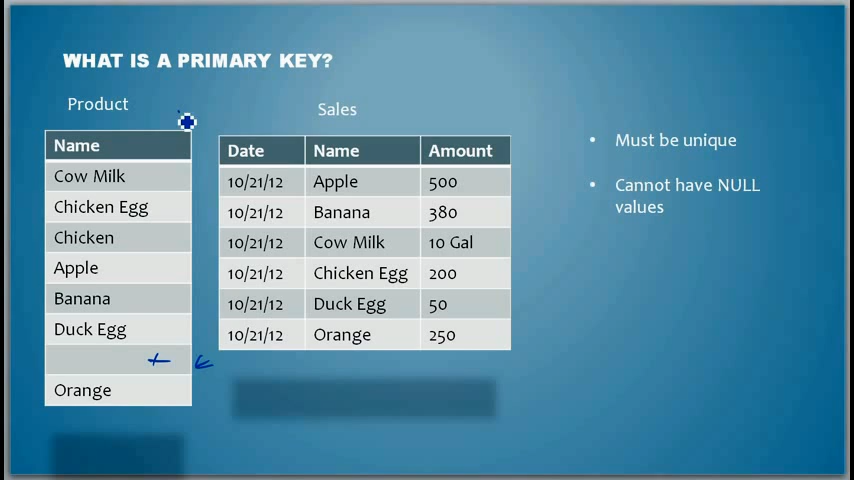 WHAT IS A PRIMARY KEY?
Product
Name
Cow Milk
Chicken Egg
Chicken
Apple
Banana
Duck Egg
Orange
Sales
Date Name Amount
10/21/12 Apple 500
10/21/12 Banana 380
10/21/12 Cow Milk 10 Gal
10/21/12 Chicken Egg 200
10/21/12 Duck Egg 50
10/21/12 Orange 250
• Must be unique
• Cannot have NULL
values